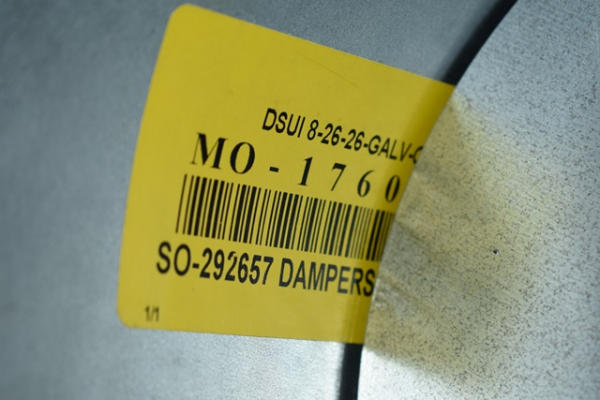 DSUI 8-26-26-GALV-
MO-1760
SO-292657 DAMPERS
1/1